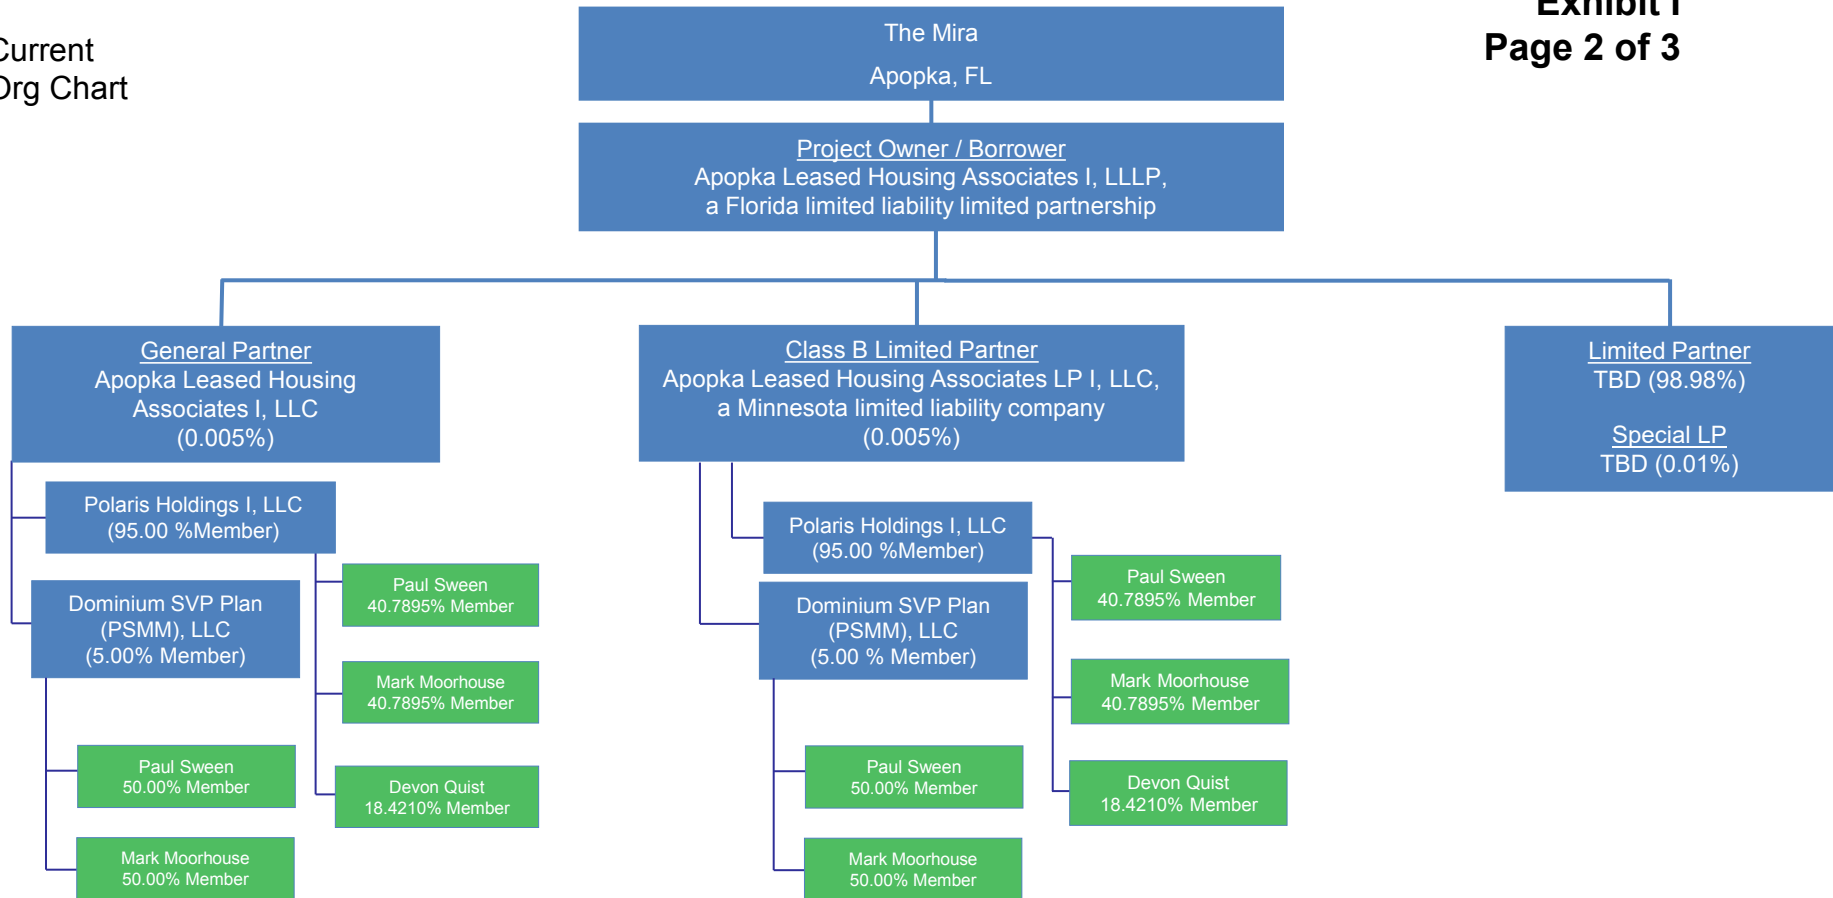 Current
Org Chart
Exhibit I
Page 2 of 3
The Mira
Apopka, FL
Project Owner / Borrower
Apopka Leased Housing Associates I, LLLP,
a Florida limited liability limited partnership
General Partner
Apopka Leased Housing
Associates I, LLC
(0.005%)
Polaris Holdings I, LLC
(95.00 %Member)
Paul Sween
40.7895% Member
Mark Moorhouse
40.7895% Member
Devon Quist
18.4210% Member
Dominium SVP Plan
(PSMM), LLC
(5.00% Member)
Paul Sween
50.00% Member
Mark Moorhouse
50.00% Member
Class B Limited Partner
Apopka Leased Housing Associates LP I, LLC,
a Minnesota limited liability company
(0.005%)
Polaris Holdings I, LLC
(95.00 %Member)
Paul Sween
40.7895% Member
Mark Moorhouse
40.7895% Member
Devon Quist
18.4210% Member
Dominium SVP Plan
(PSMM), LLC
(5.00 % Member)
Paul Sween
50.00% Member
Mark Moorhouse
50.00% Member
Limited Partner
TBD (98.98%)
Special LP
TBD (0.01%)